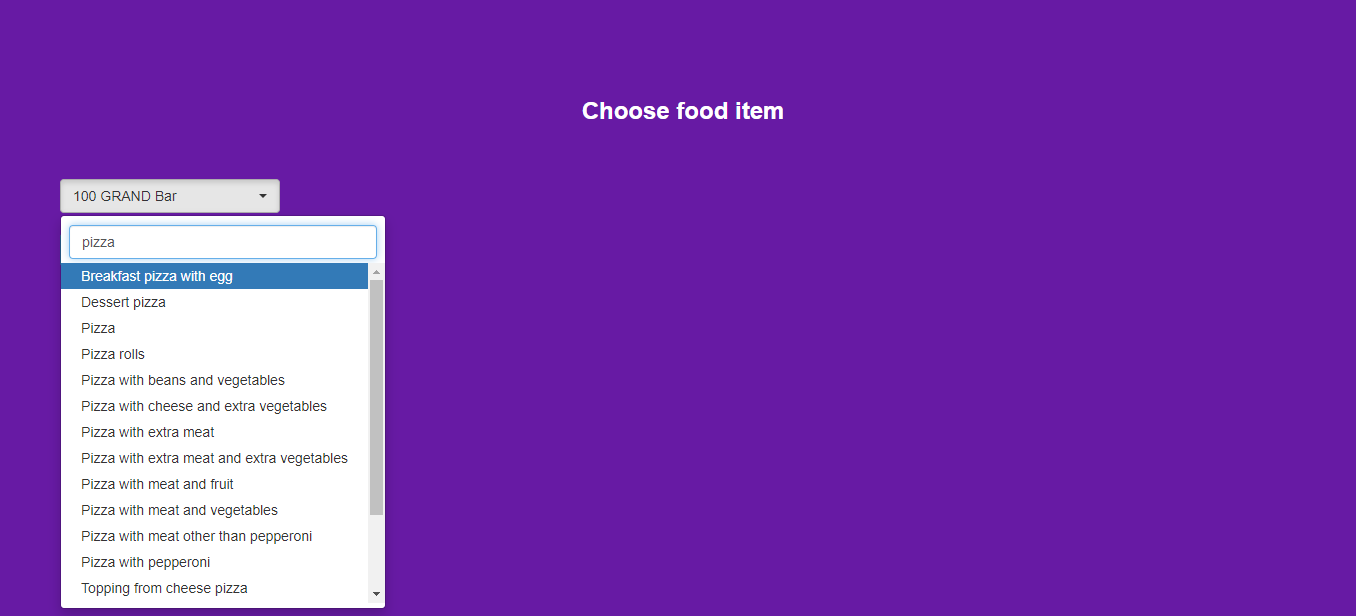 Choose food item
100 GRAND Bar
pizza
Breakfast pizza with egg
Dessert pizza
Pizza
Pizza rolls
Pizza with beans and vegetables
Pizza with cheese and extra vegetables
Pizza with extra meat
Pizza with extra meat and extra vegetables
Pizza with meat and fruit
Pizza with meat and vegetables
Pizza with meat other than pepperoni
Pizza with pepperoni
Topping from cheese pizza